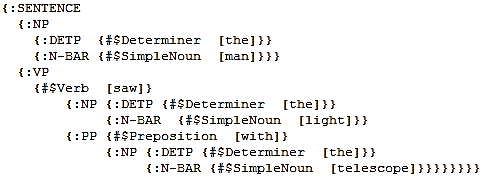 {:SENTENCE
{:NP
{:DETP {#$Determiner [the]}}
{:N-BAR {#$SimpleNoun [man]}}}
{:VP
{#$Verb [saw]}
{:NP {:DETP {#$Determiner [the]}}
{:N-BAR {#$SimpleNoun [light]}}}
{:PP {#$Preposition [with]}
{:NP {:DETP {#$Determiner [the]}}
{:N-BAR {#$SimpleNoun [telescope]}}}}}}}}